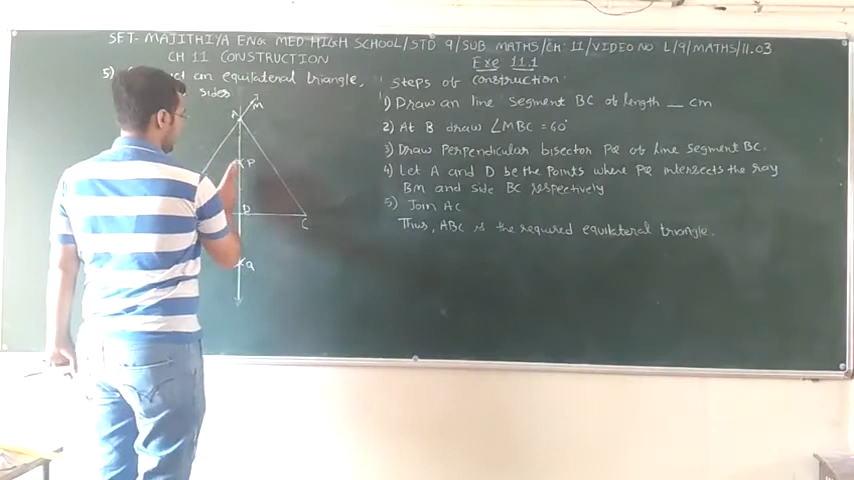 SET- MAJITHIYA ENG MED HIGH SCHOOL/STD 9/SUB MATHS/CH 11/VIDEO NO L/9/MATHS/11.03
CH 11 CONSTRUCTION
Exe 11.1
5) an equilateral triangle,
sides
A
M
P
D
C
Q
Steps of Construction:
1) Draw an line segment BC of length __ cm
2) At B draw ∠MBC = 60°
3) Draw Perpendicular bisector PQ of line segment BC.
4) Let A and D be the Points where PQ intersects the ray
BM and side BC respectively
5) Join AC
Thus, ABC is the required equilateral triangle.